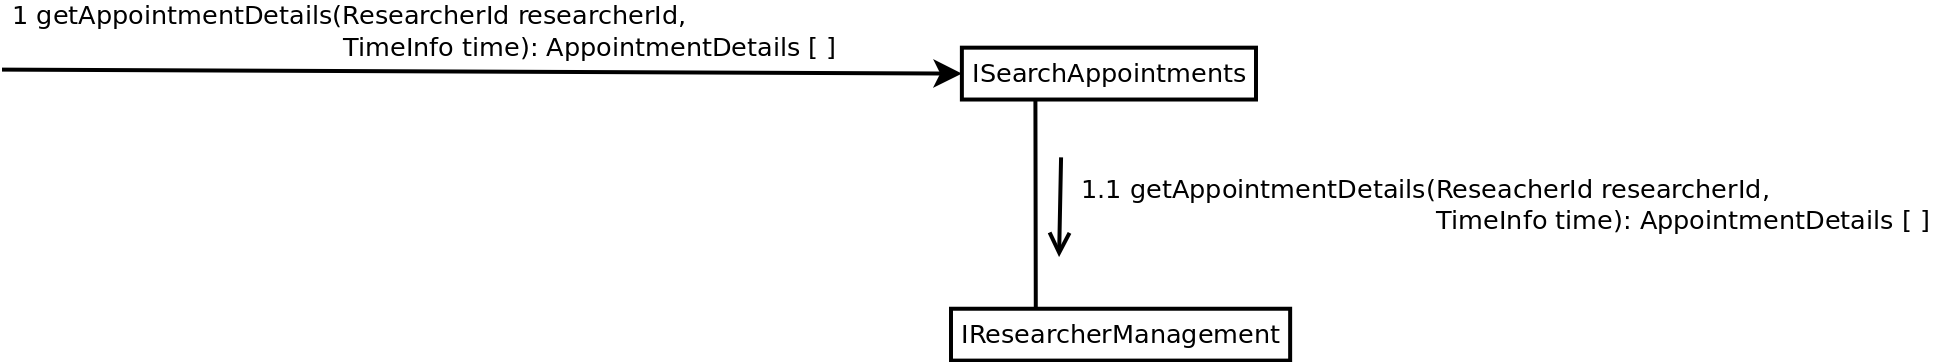 1 getAppointmentDetails(ResearcherId researcherId,
TimeInfo time): AppointmentDetails [ ]
ISearchAppointments
1.1 getAppointmentDetails(ReseacherId researcherId,
TimeInfo time): AppointmentDetails [ ]
IResearcherManagement